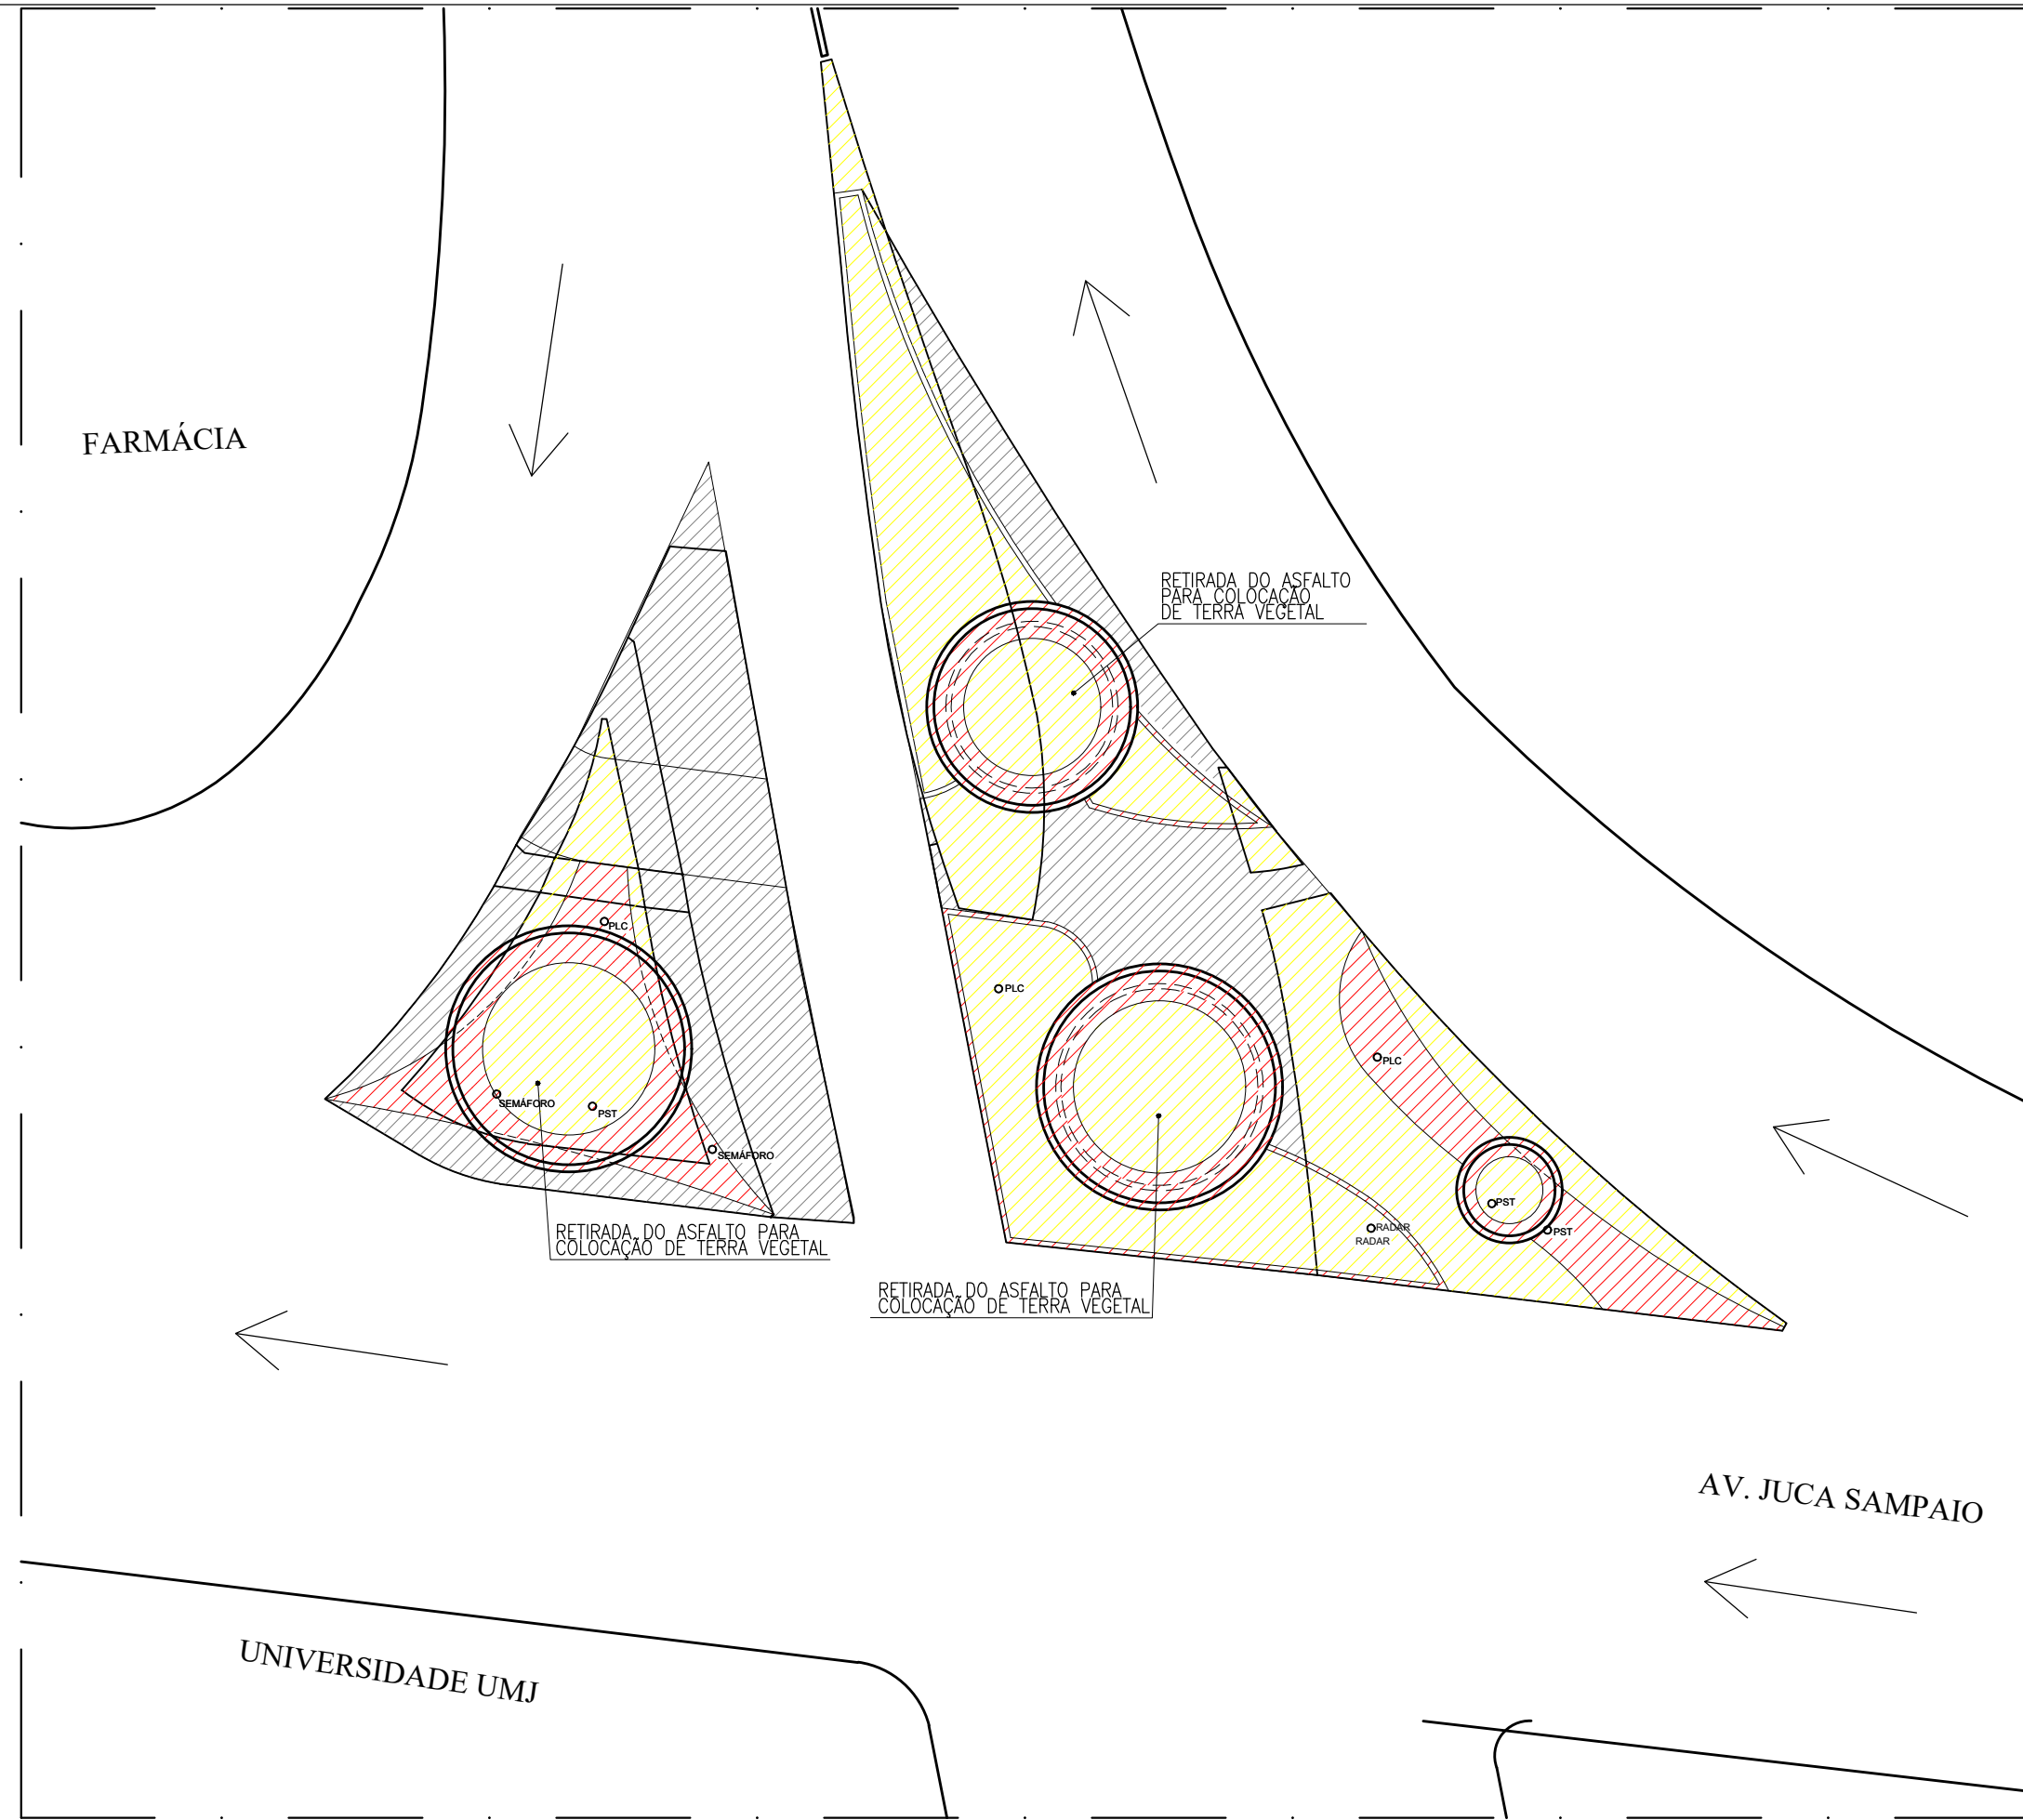 FARMÁCIA
RETIRADA DO ASFALTO
PARA COLOCAÇÃO
DE TERRA VEGETAL
PLC
PLC
PLC
SEMÁFORO
PST
SEMÁFORO
PST
PST
RADAR
RADAR
RETIRADA DO ASFALTO PARA
COLOCAÇÃO DE TERRA VEGETAL
RETIRADA DO ASFALTO PARA
COLOCAÇÃO DE TERRA VEGETAL
AV. JUCA SAMPAIO
UNIVERSIDADE UMJ